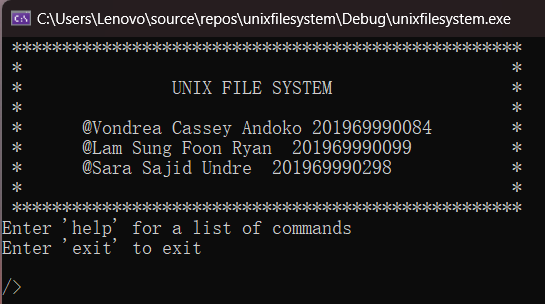 C:\Users\Lenovo\source\repos\unixfilesystem\Debug\unixfilesystem.exe
***************************************************
*                                                 *
*               UNIX FILE SYSTEM                  *
*                                                 *
*      @Vondrea Cassey Andoko 201969990084        *
*      @Lam Sung Foon Ryan  201969990099          *
*      @Sara Sajid Undre  201969990298            *
*                                                 *
***************************************************
Enter 'help' for a list of commands
Enter 'exit' to exit
/>